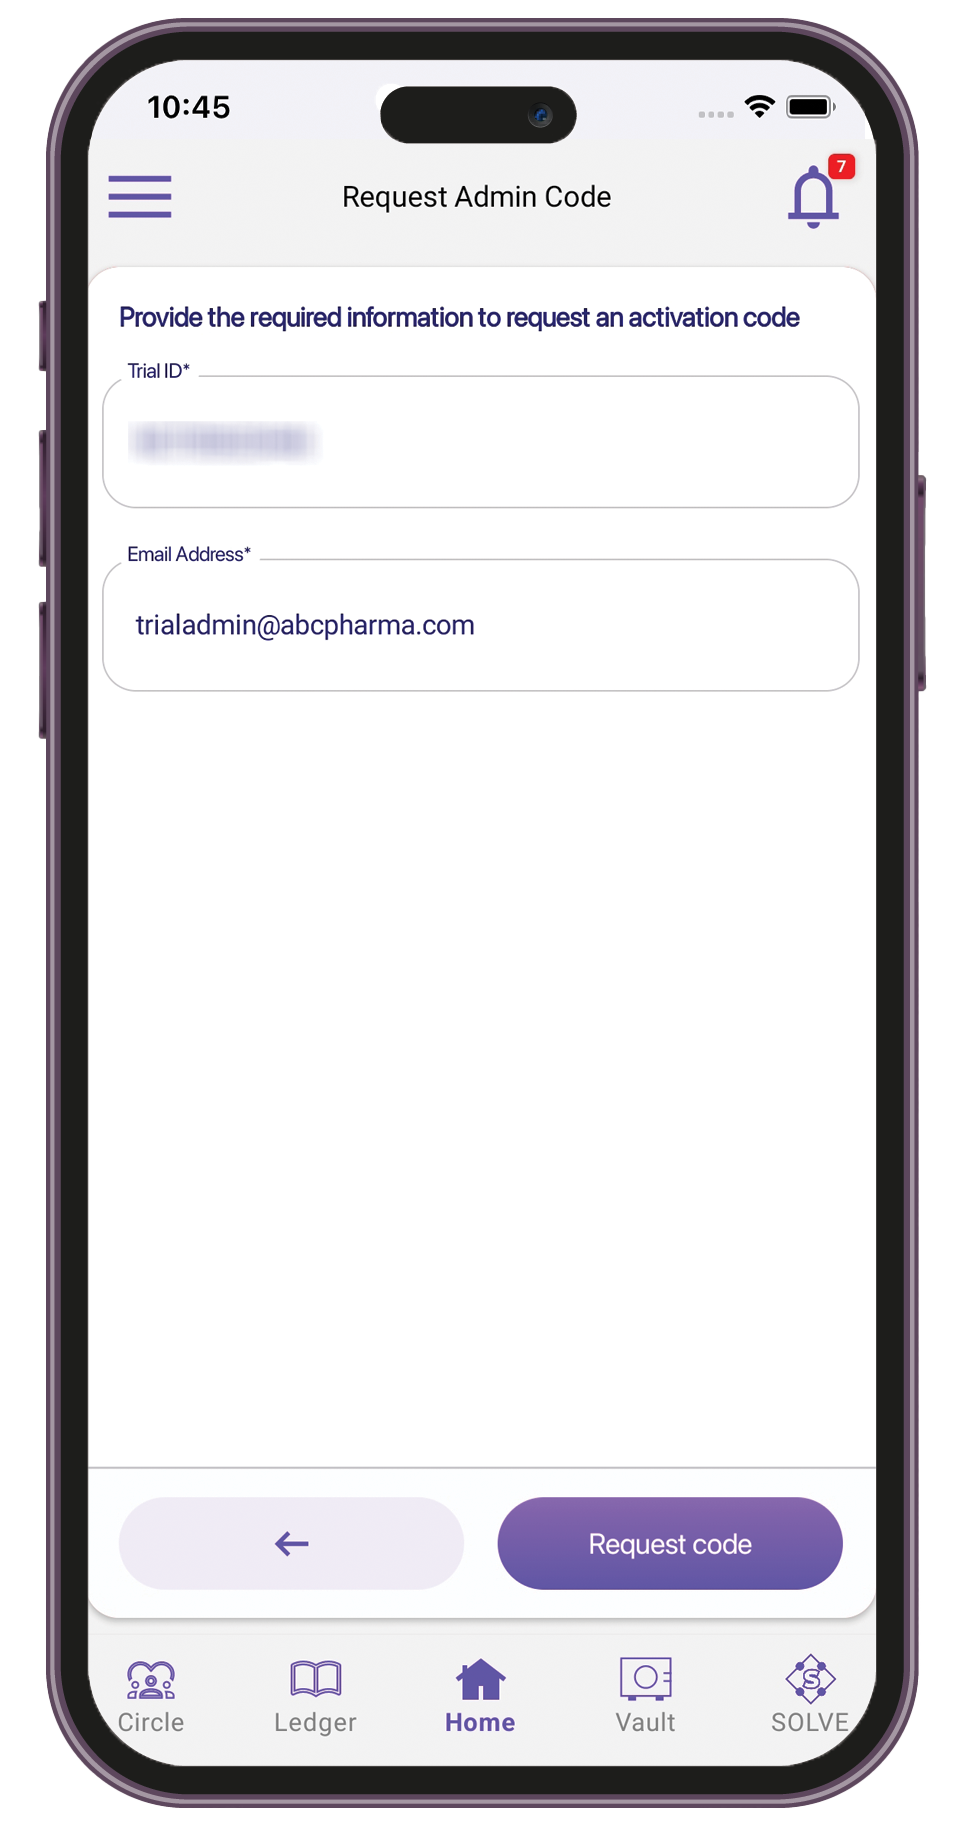 10:45
7
Request Admin Code
Provide the required information to request an activation code
Trial ID*
Email Address*
trialadmin@abcpharma.com
Request code
Circle Ledger Home Vault SOLVE